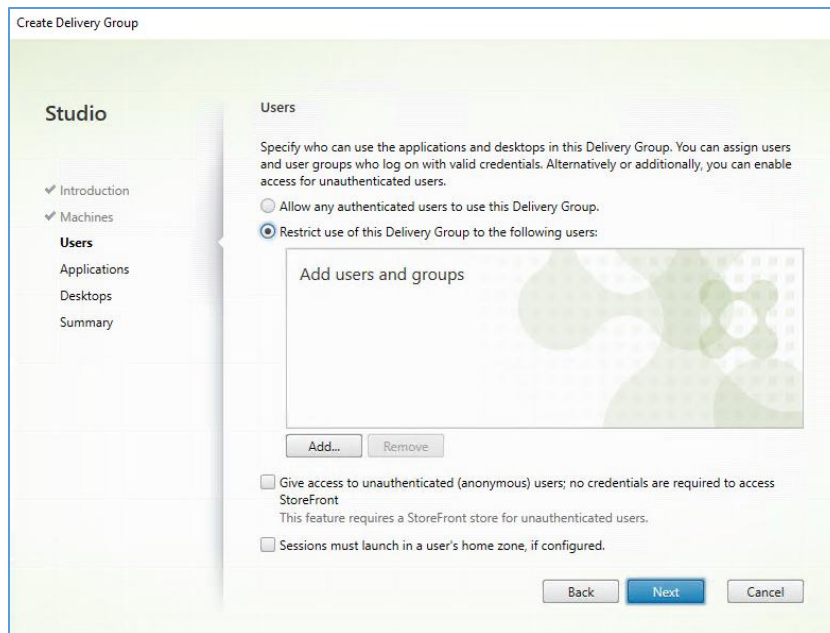 Create Delivery Group
Studio
Introduction
Machines
Users
Applications
Desktops
Summary
Users
Specify who can use the applications and desktops in this Delivery Group. You can assign users
and user groups who log on with valid credentials. Alternatively or additionally, you can enable
access for unauthenticated users.
Allow any authenticated users to use this Delivery Group.
Restrict use of this Delivery Group to the following users:
Add users and groups
Add...
Remove
Give access to unauthenticated (anonymous) users; no credentials are required to access
StoreFront
This feature requires a StoreFront store for unauthenticated users.
Sessions must launch in a user's home zone, if configured.
Back
Next
Cancel